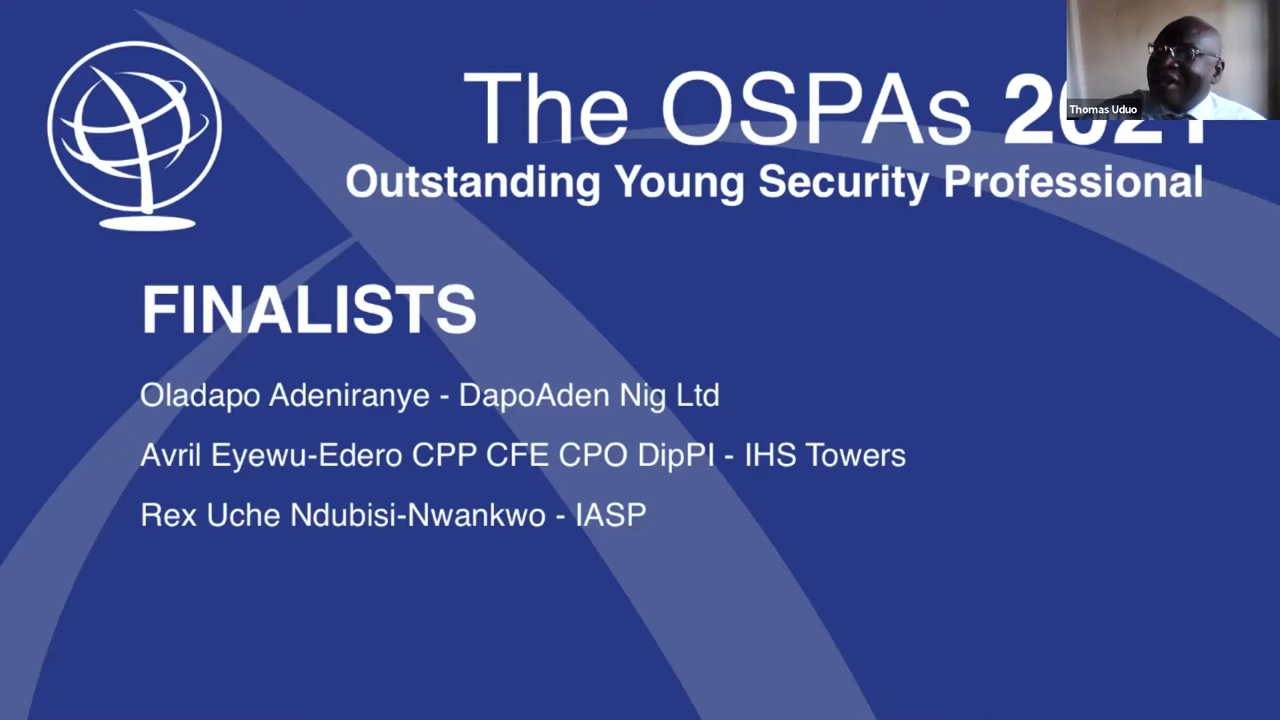 The OSPAs 2021
Thomas Uduo
Outstanding Young Security Professional
FINALISTS
Oladapo Adeniranye - DapoAden Nig Ltd
Avril Eyewu-Edero CPP CFE CPO DipPI - IHS Towers
Rex Uche Ndubisi-Nwankwo - IASP